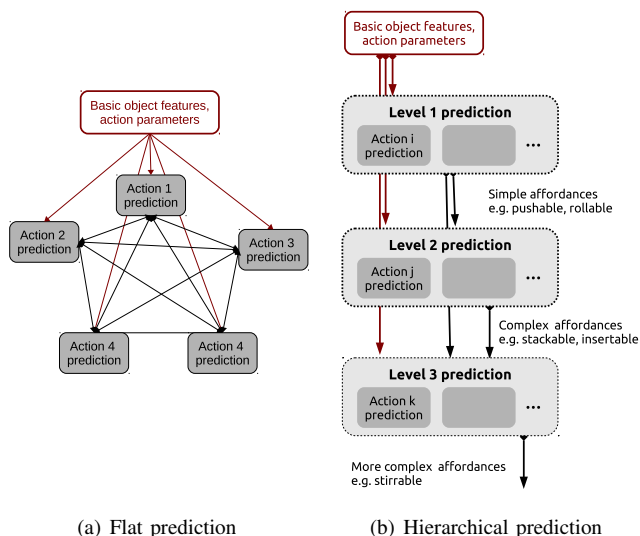 Basic object features,
action parameters
Action 1
prediction
Action 2
prediction
Action 3
prediction
Action 4
prediction
Action 4
prediction
(a) Flat prediction
Basic object features,
action parameters
Level 1 prediction
Action i
prediction
...
Simple affordances
e.g. pushable, rollable
Level 2 prediction
Action j
prediction
...
Complex affordances
e.g. stackable, insertable
Level 3 prediction
Action k
prediction
...
More complex affordances
e.g. stirrable
(b) Hierarchical prediction